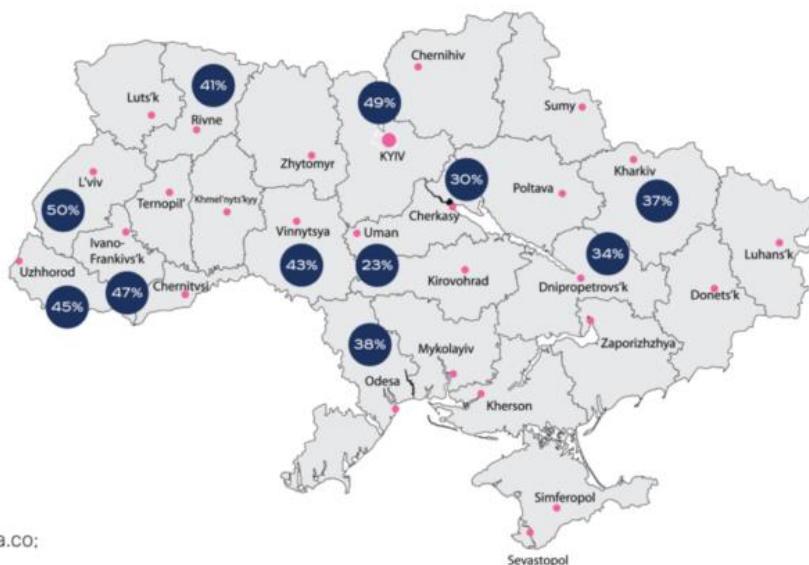 Chernihiv
41%
Luts'k
Rivne
49%
Sumy
KYIV
Zhytomyr
Kharkiv
L'viv
30%
Poltava
37%
Ternopil'
Khmel'nyts'kyy
50%
Cherkasy
Ivano-
Frankivs'k
Vinnytsya
Uman
34%
Luhans'k
Uzhhorod
43%
23%
Kirovohrad
Dnipropetrovs'k
Donets'k
45%
47%
Chernitvsi
38%
Mykolayiv
Zaporizhzhya
Odesa
Kherson
Simferopol
a.co;
Sevastopol